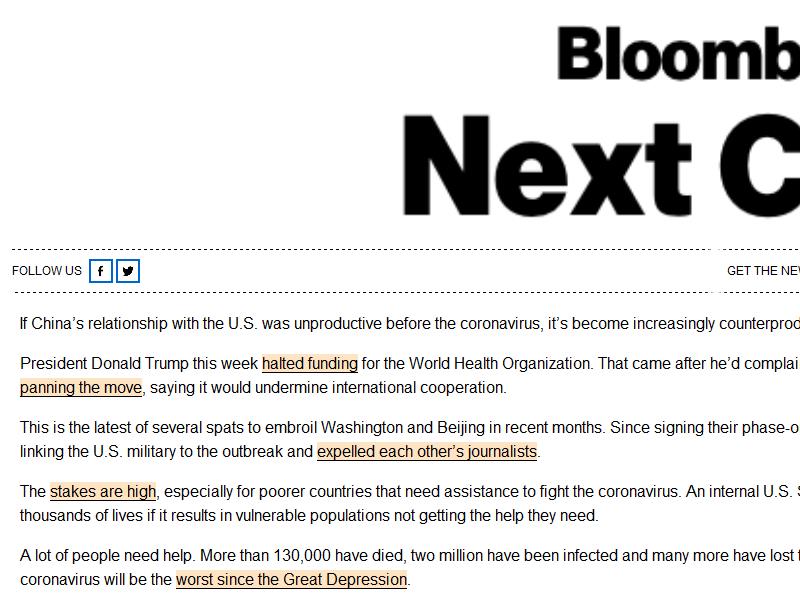 Bloomb
Next C
FOLLOW US
GET THE NEW
If China’s relationship with the U.S. was unproductive before the coronavirus, it’s become increasingly counterprod
President Donald Trump this week halted funding for the World Health Organization. That came after he’d complai
panning the move, saying it would undermine international cooperation.
This is the latest of several spats to embroil Washington and Beijing in recent months. Since signing their phase-o
linking the U.S. military to the outbreak and expelled each other’s journalists.
The stakes are high, especially for poorer countries that need assistance to fight the coronavirus. An internal U.S. S
thousands of lives if it results in vulnerable populations not getting the help they need.
A lot of people need help. More than 130,000 have died, two million have been infected and many more have lost t
coronavirus will be the worst since the Great Depression.